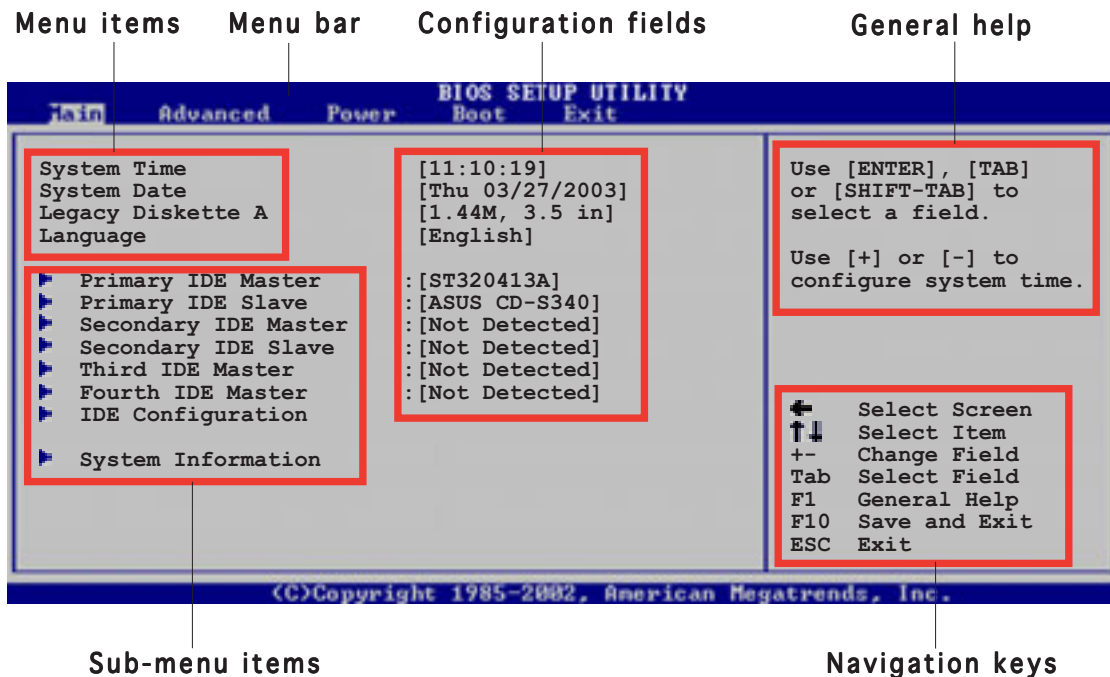 Menu items Menu bar Configuration fields General help
BIOS SETUP UTILITY
Main Advanced Power Boot Exit
System Time [11:10:19]
System Date [Thu 03/27/2003]
Legacy Diskette A [1.44M, 3.5 in]
Language [English]
Primary IDE Master :[ST320413A]
Primary IDE Slave :[ASUS CD-S340]
Secondary IDE Master :[Not Detected]
Secondary IDE Slave :[Not Detected]
Third IDE Master :[Not Detected]
Fourth IDE Master :[Not Detected]
IDE Configuration
System Information
Use [ENTER], [TAB]
or [SHIFT-TAB] to
select a field.
Use [+] or [-] to
configure system time.
Select Screen
Select Item
+- Change Field
Tab Select Field
F1 General Help
F10 Save and Exit
ESC Exit
(C)Copyright 1985-2002, American Megatrends, Inc.
Sub-menu items Navigation keys